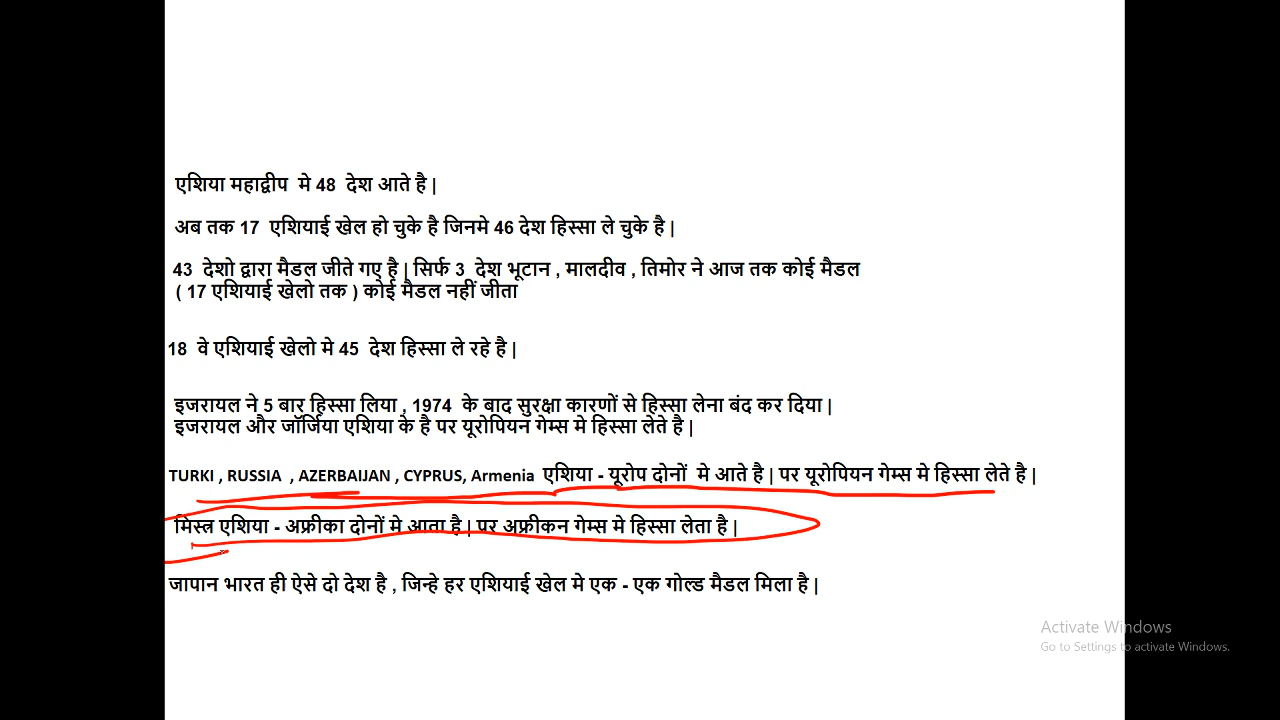 एशिया महाद्वीप मे 48 देश आते है |
अब तक 17 एशियाई खेल हो चुके है जिनमे 46 देश हिस्सा ले चुके है |
43 देशो द्वारा मैडल जीते गए है | सिर्फ 3 देश भूटान , मालदीव , तिमोर ने आज तक कोई मैडल
( 17 एशियाई खेलो तक ) कोई मैडल नहीं जीता
18 वे एशियाई खेलो मे 45 देश हिस्सा ले रहे है |
इजरायल ने 5 बार हिस्सा लिया , 1974 के बाद सुरक्षा कारणों से हिस्सा लेना बंद कर दिया |
इजरायल और जॉर्जिया एशिया के है पर यूरोपियन गेम्स मे हिस्सा लेते है |
TURKI , RUSSIA , AZERBAIJAN , CYPRUS, Armenia एशिया - यूरोप दोनों मे आते है | पर यूरोपियन गेम्स मे हिस्सा लेते है |
मिस्त्र एशिया - अफ्रीका दोनों मे आता है | पर अफ्रीकन गेम्स मे हिस्सा लेता है |
जापान भारत ही ऐसे दो देश है , जिन्हे हर एशियाई खेल मे एक - एक गोल्ड मैडल मिला है |
Activate Windows
Go to Settings to activate Windows.